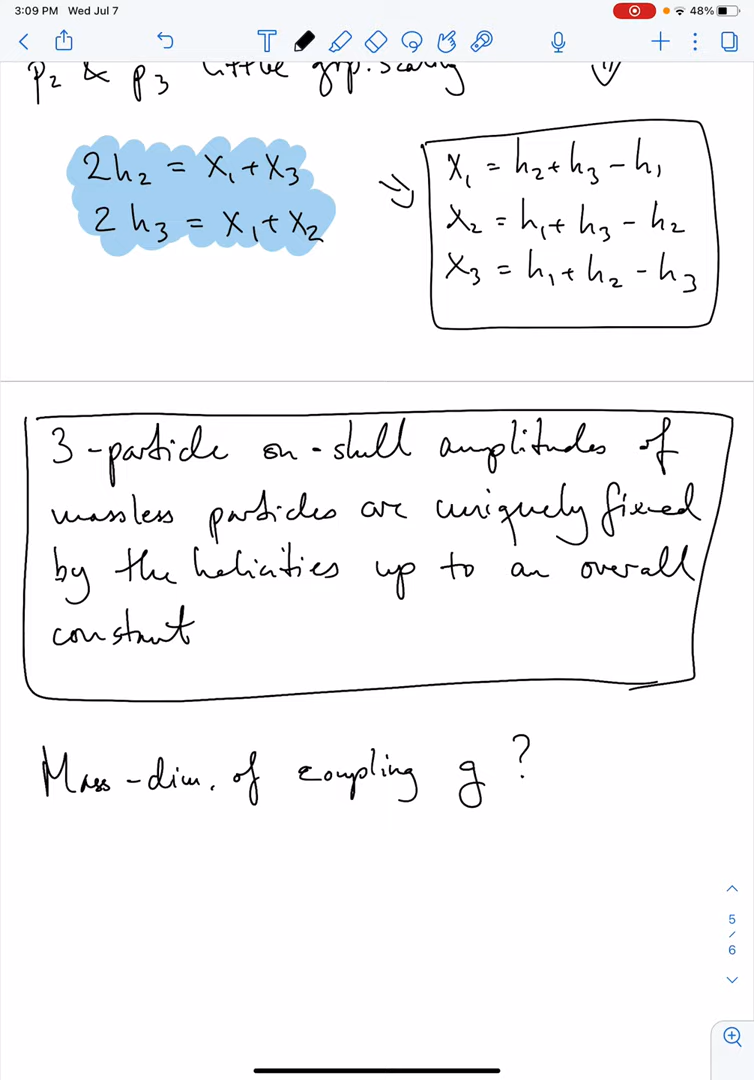 3:09 PM Wed Jul 7
48%
p₂ & p₃ little grp. scaling
2h₂ = x₁ + x₃
2h₃ = x₁ + x₂
⇒
x₁ = h₂ + h₃ - h₁
x₂ = h₁ + h₃ - h₂
x₃ = h₁ + h₂ - h₃
3-particle on-shell amplitudes of
massless particles are uniquely fixed
by the helicities up to an overall
constant
Mass-dim. of coupling g ?
5
/
6